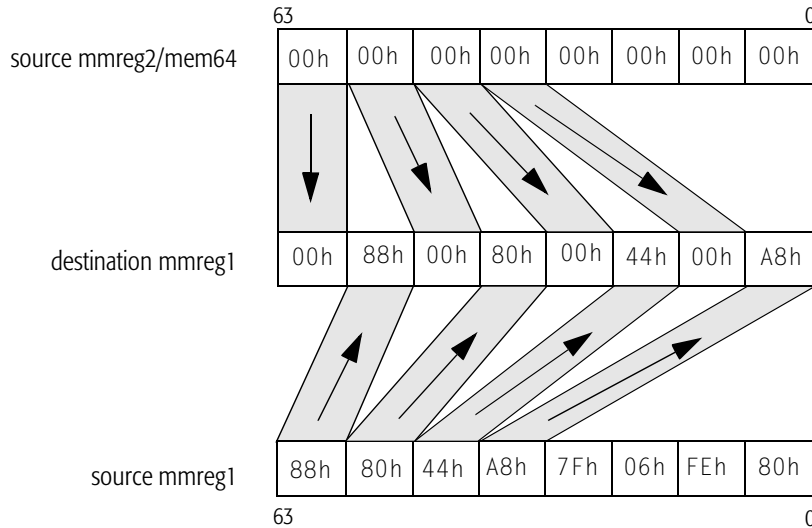 63 0
source mmreg2/mem64 00h 00h 00h 00h 00h 00h 00h 00h
destination mmreg1 00h 88h 00h 80h 00h 44h 00h A8h
source mmreg1 88h 80h 44h A8h 7Fh 06h FEh 80h
63 0